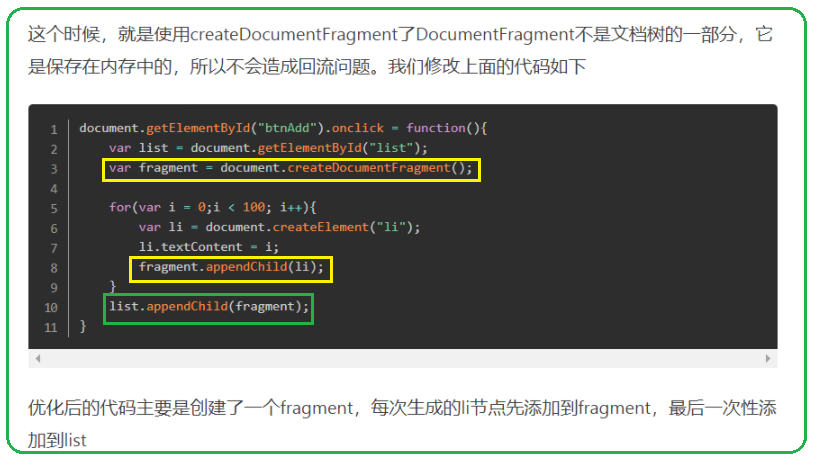 这个时候，就是使用createDocumentFragment了DocumentFragment不是文档树的一部分，它
是保存在内存中的，所以不会造成回流问题。我们修改上面的代码如下
1 document.getElementById("btnAdd").onclick = function(){
2     var list = document.getElementById("list");
3     var fragment = document.createDocumentFragment();
4
5     for(var i = 0;i < 100; i++){
6         var li = document.createElement("li");
7         li.textContent = i;
8         fragment.appendChild(li);
9     }
10     list.appendChild(fragment);
11 }
优化后的代码主要是创建了一个fragment，每次生成的li节点先添加到fragment，最后一次性添
加到list